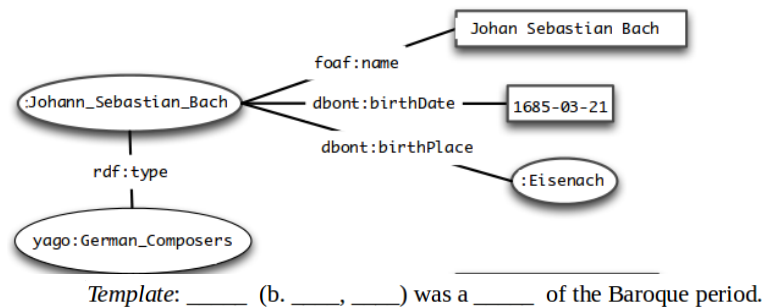 Johan Sebastian Bach
foaf:name
:Johann_Sebastian_Bach
dbont:birthDate
1685-03-21
dbont:birthPlace
rdf:type
:Eisenach
yago:German_Composers
Template: _____ (b. ____, ____) was a _____ of the Baroque period.